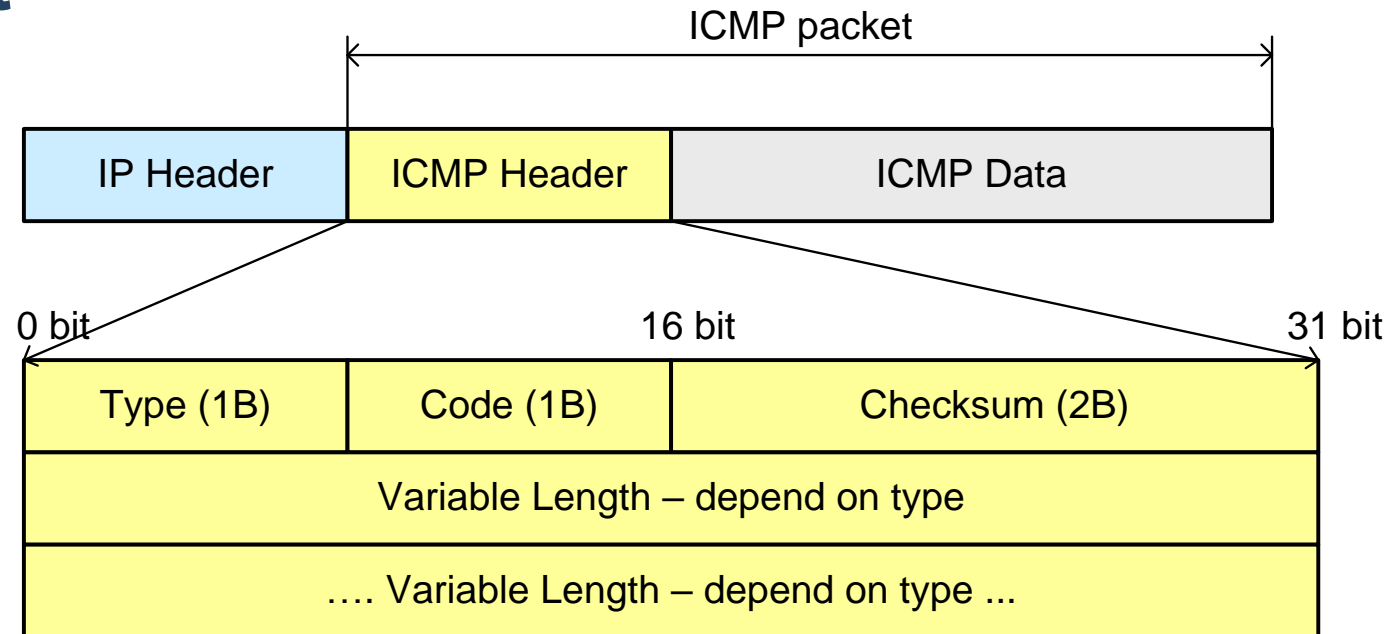 ICMP packet
IP Header ICMP Header ICMP Data
0 bit 16 bit 31 bit
Type (1B) Code (1B) Checksum (2B)
Variable Length – depend on type
…. Variable Length – depend on type ...